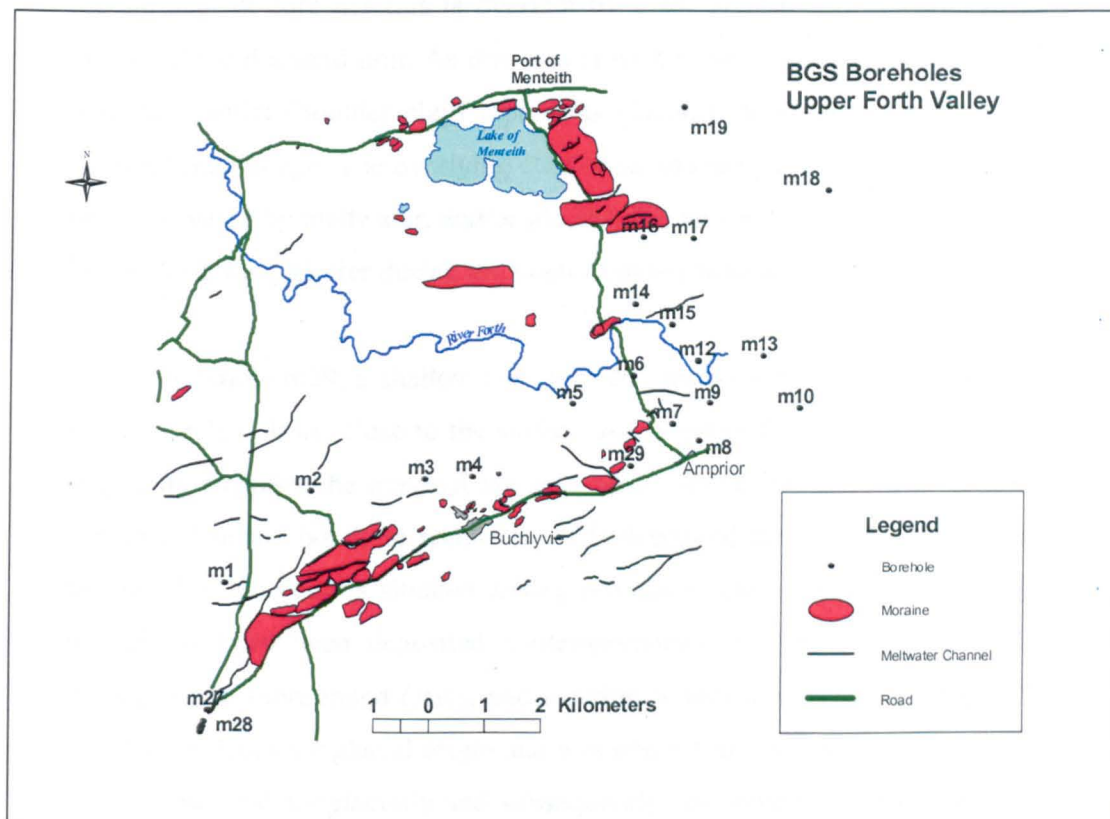 BGS Boreholes
Upper Forth Valley
Port of
Menteith
Lake of
Menteith
N
m19
m18
m16
m17
m14
m15
River Forth
m12
m13
m6
m5
m9
m10
m7
m8
m29
Arnprior
m3
m4
m2
Buchlyvie
m1
m27
m28
1 0 1 2 Kilometers
Legend
Borehole
Moraine
Meltwater Channel
Road